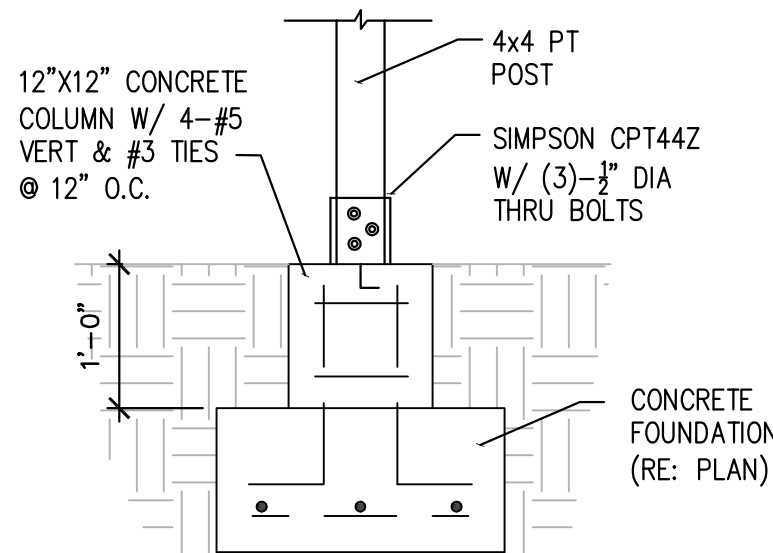 4x4 PT
POST
12"X12" CONCRETE
COLUMN W/ 4-#5
VERT & #3 TIES
@ 12" O.C.
SIMPSON CPT44Z
W/ (3)-½" DIA
THRU BOLTS
1'-0"
CONCRETE
FOUNDATION
(RE: PLAN)